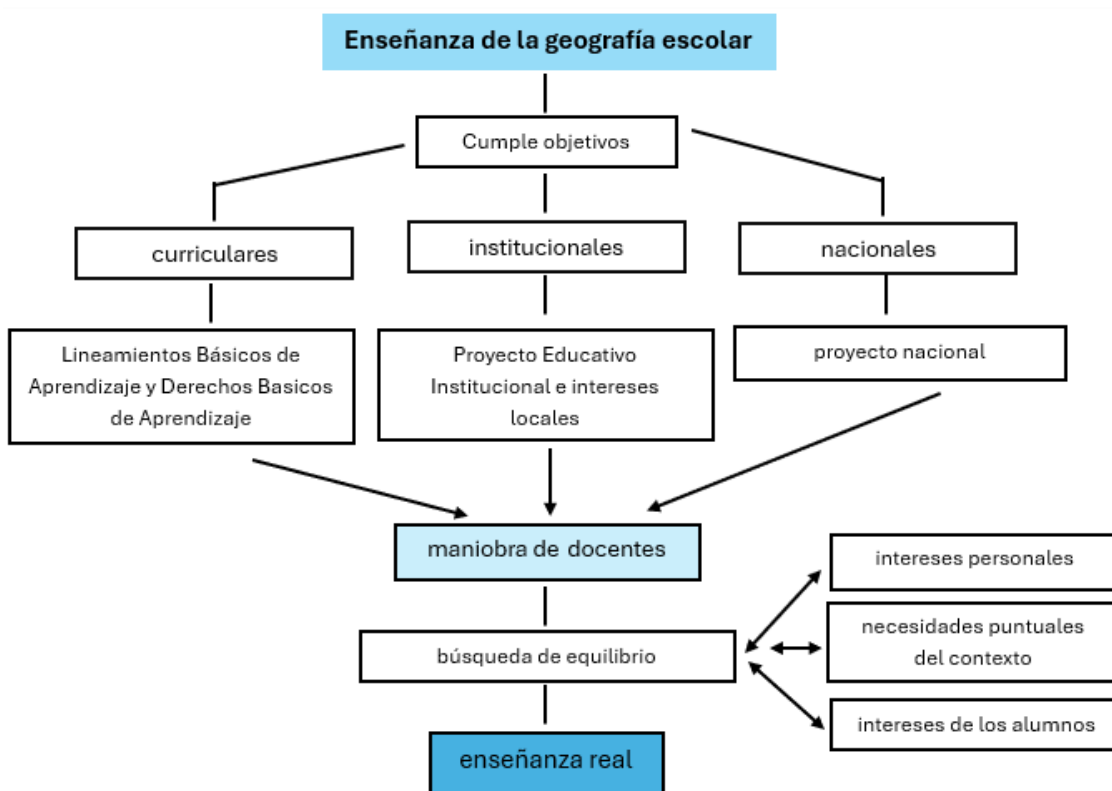 Enseñanza de la geografía escolar
Cumple objetivos
curriculares
institucionales
nacionales
Lineamientos Básicos de
Aprendizaje y Derechos Basicos
de Aprendizaje
Proyecto Educativo
Institucional e intereses
locales
proyecto nacional
maniobra de docentes
búsqueda de equilibrio
intereses personales
necesidades puntuales
del contexto
intereses de los alumnos
enseñanza real